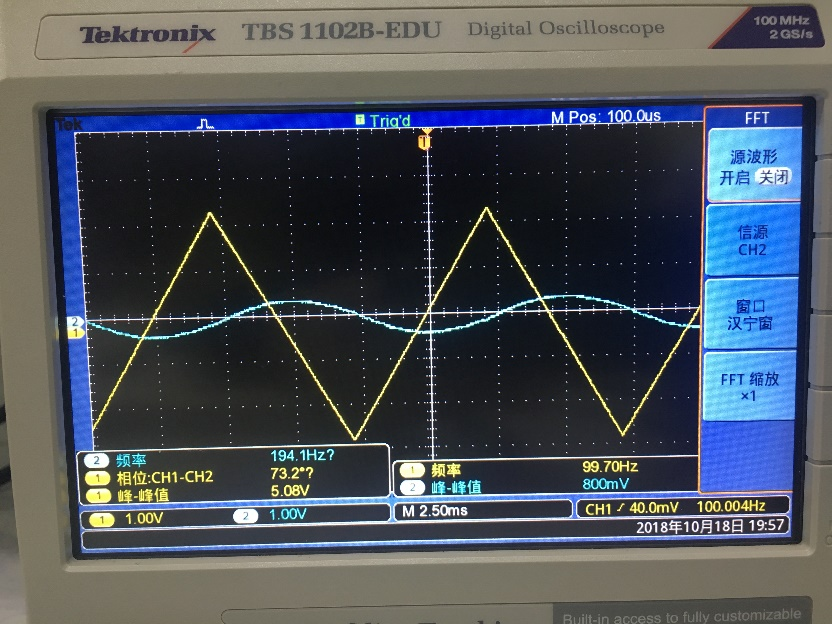 Tektronix TBS 1102B-EDU Digital Oscilloscope
100 MHz
2 GS/s
Tek
T Trig'd
M Pos: 100.0us
T
FFT
源波形
开启 关闭
信源
CH2
窗口
汉宁窗
FFT 缩放
×1
2
1
2 频率 194.1Hz?
1 相位:CH1-CH2 73.2°?
1 峰-峰值 5.08V
1 频率 99.70Hz
2 峰-峰值 800mV
1 1.00V 2 1.00V
M 2.50ms
CH1 40.0mV 100.004Hz
2018年10月18日 19:57
Built-in access to fully customizable